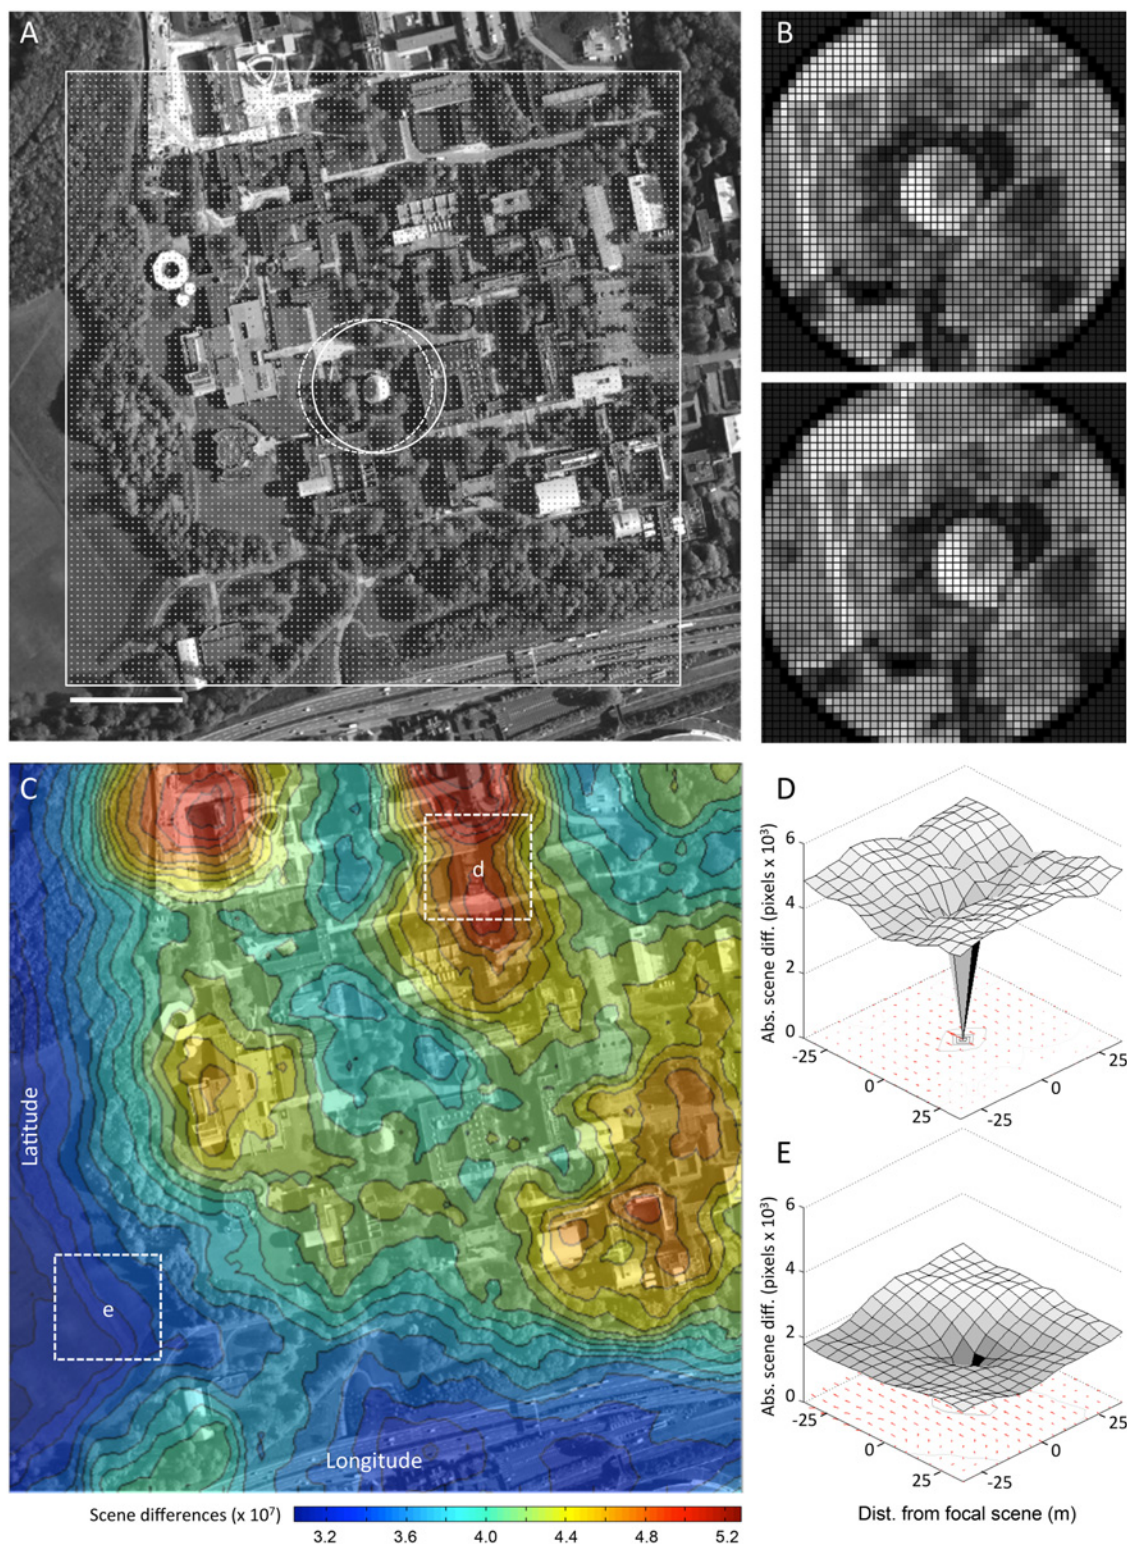 A
B
C
d
e
Latitude
Longitude
Scene differences (x 10⁷)
3.2 3.6 4.0 4.4 4.8 5.2
D
Abs. scene diff. (pixels x 10³)
6
4
2
0
-25
0
25
-25
0
25
E
Abs. scene diff. (pixels x 10³)
6
4
2
0
-25
0
25
-25
0
25
Dist. from focal scene (m)